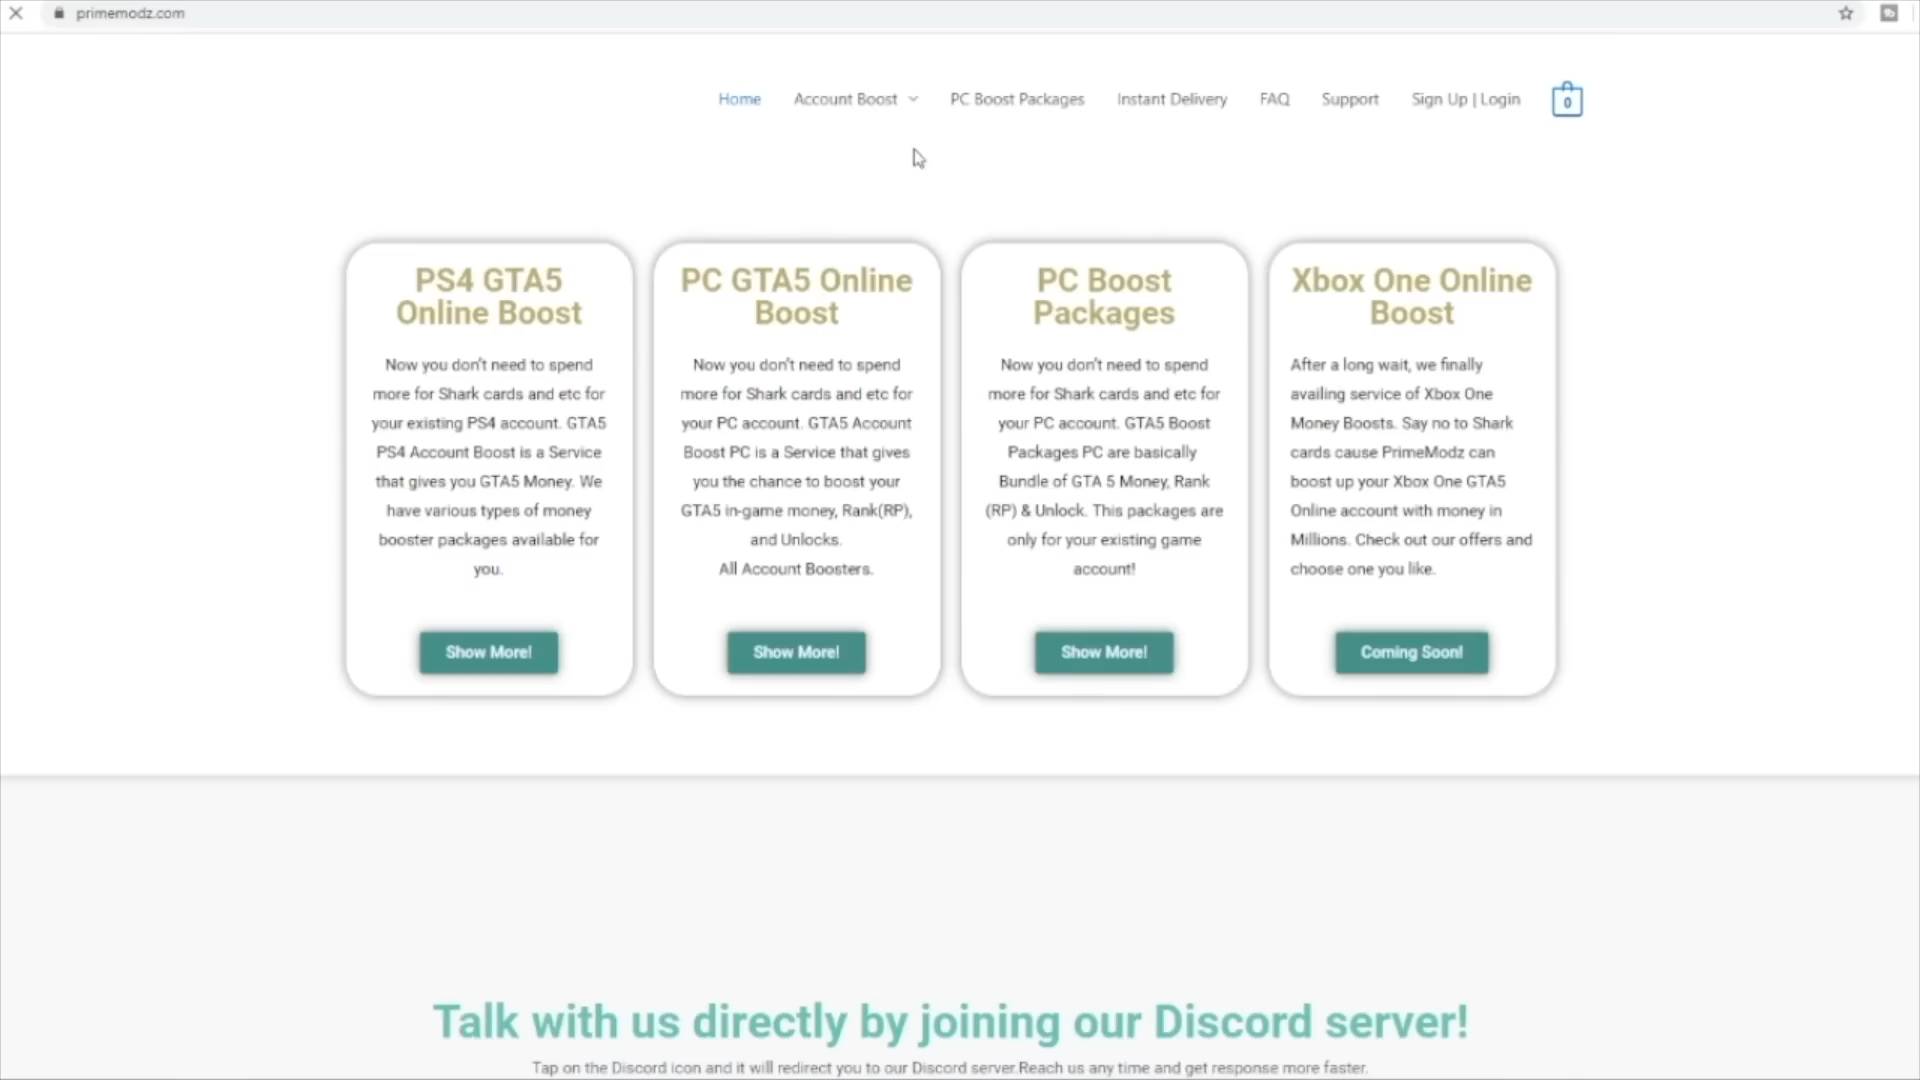 primemodz.com
Home
Account Boost
PC Boost Packages
Instant Delivery
FAQ
Support
Sign Up | Login
0
PS4 GTA5
Online Boost
Now you don't need to spend
more for Shark cards and etc for
your existing PS4 account. GTA5
PS4 Account Boost is a Service
that gives you GTA5 Money. We
have various types of money
booster packages available for
you.
Show More!
PC GTA5 Online
Boost
Now you don't need to spend
more for Shark cards and etc for
your PC account. GTA5 Account
Boost PC is a Service that gives
you the chance to boost your
GTA5 in-game money, Rank(RP),
and Unlocks.
All Account Boosters.
Show More!
PC Boost
Packages
Now you don't need to spend
more for Shark cards and etc for
your PC account. GTA5 Boost
Packages PC are basically
Bundle of GTA 5 Money, Rank
(RP) & Unlock. This packages are
only for your existing game
account!
Show More!
Xbox One Online
Boost
After a long wait, we finally
availing service of Xbox One
Money Boosts. Say no to Shark
cards cause PrimeModz can
boost up your Xbox One GTA5
Online account with money in
Millions. Check out our offers and
choose one you like.
Coming Soon!
Talk with us directly by joining our Discord server!
Tap on the Discord icon and it will redirect you to our Discord server.Reach us any time and get response more faster.